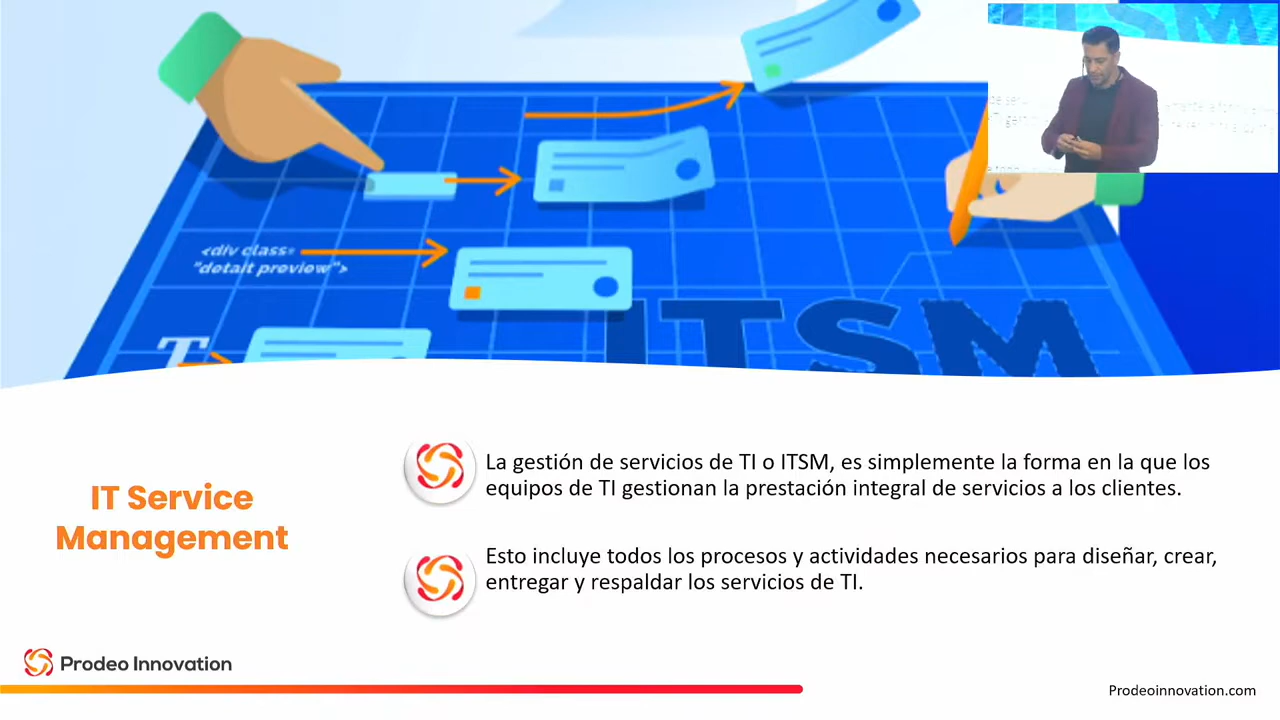 ITSM
<div class=
"detail preview">
T
ITSM
IT Service
Management
La gestión de servicios de TI o ITSM, es simplemente la forma en la que los
equipos de TI gestionan la prestación integral de servicios a los clientes.
Esto incluye todos los procesos y actividades necesarios para diseñar, crear,
entregar y respaldar los servicios de TI.
Prodeo Innovation
Prodeoinnovation.com